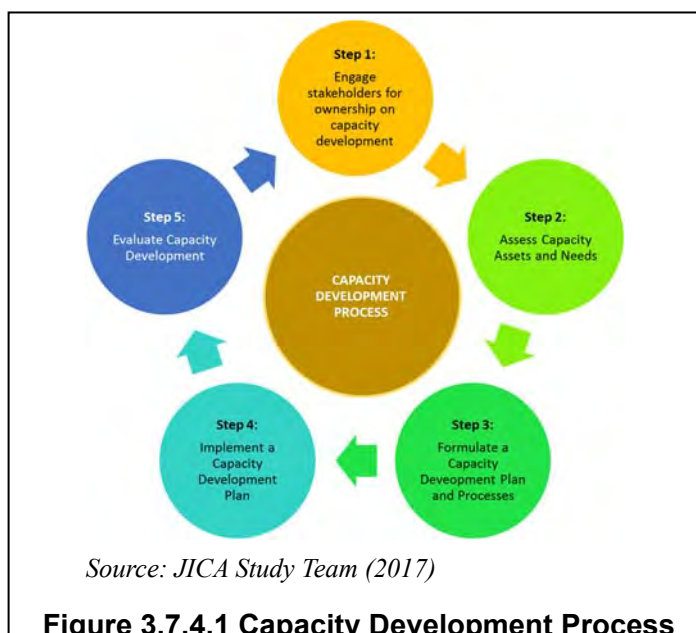 Step 1:
Engage
stakeholders for
ownership on
capacity
development
Step 2:
Assess Capacity
Assets and Needs
Step 3:
Formulate a
Capacity
Deveopment Plan
and Processes
Step 4:
Implement a
Capacity
Development
Plan
Step 5:
Evaluate Capacity
Development
CAPACITY
DEVELOPMENT
PROCESS
Source: JICA Study Team (2017)
Figure 3.7.4.1 Capacity Development Process